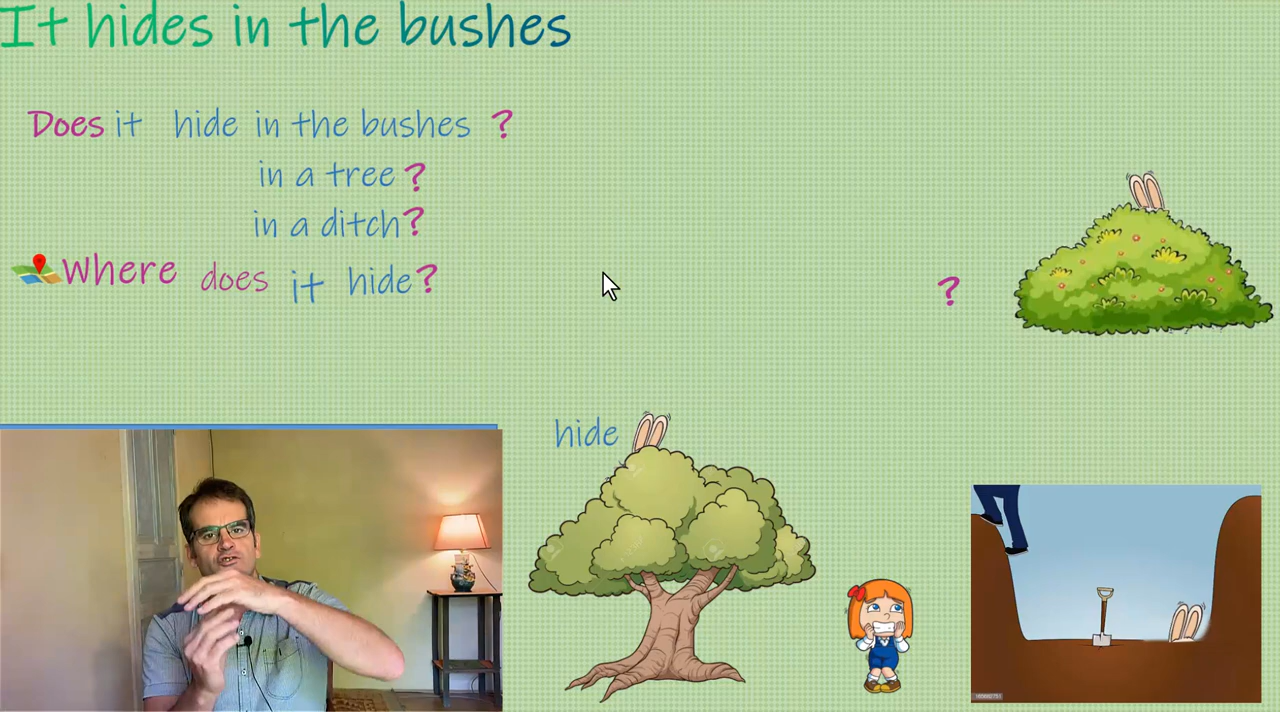 It hides in the bushes
Does it hide in the bushes ?
in a tree ?
in a ditch?
Where does it hide?
?
hide